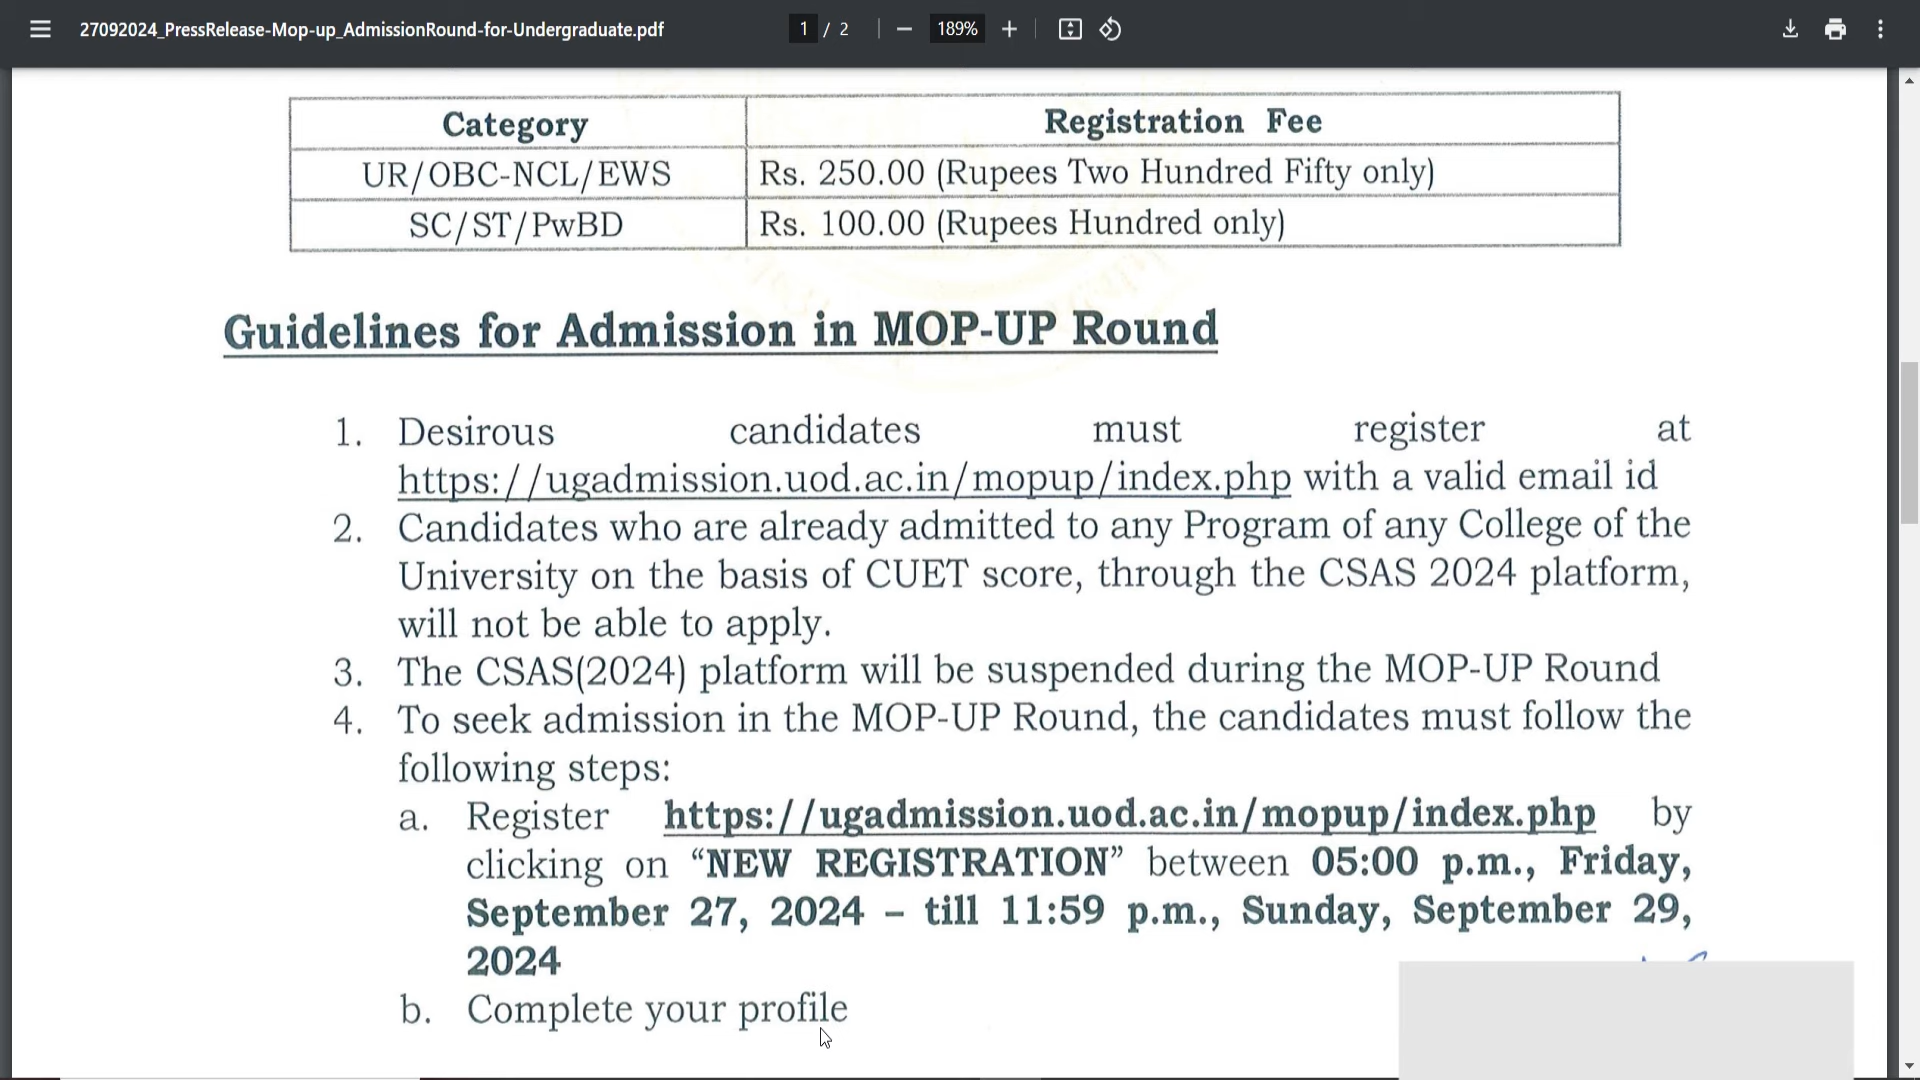 27092024_PressRelease-Mop-up_AdmissionRound-for-Undergraduate.pdf
1 / 2
189%
Category Registration Fee
UR/OBC-NCL/EWS Rs. 250.00 (Rupees Two Hundred Fifty only)
SC/ST/PwBD Rs. 100.00 (Rupees Hundred only)
Guidelines for Admission in MOP-UP Round
1. Desirous candidates must register at
https://ugadmission.uod.ac.in/mopup/index.php with a valid email id
2. Candidates who are already admitted to any Program of any College of the
University on the basis of CUET score, through the CSAS 2024 platform,
will not be able to apply.
3. The CSAS(2024) platform will be suspended during the MOP-UP Round
4. To seek admission in the MOP-UP Round, the candidates must follow the
following steps:
a. Register https://ugadmission.uod.ac.in/mopup/index.php by
clicking on “NEW REGISTRATION” between 05:00 p.m., Friday,
September 27, 2024 – till 11:59 p.m., Sunday, September 29,
2024
b. Complete your profile